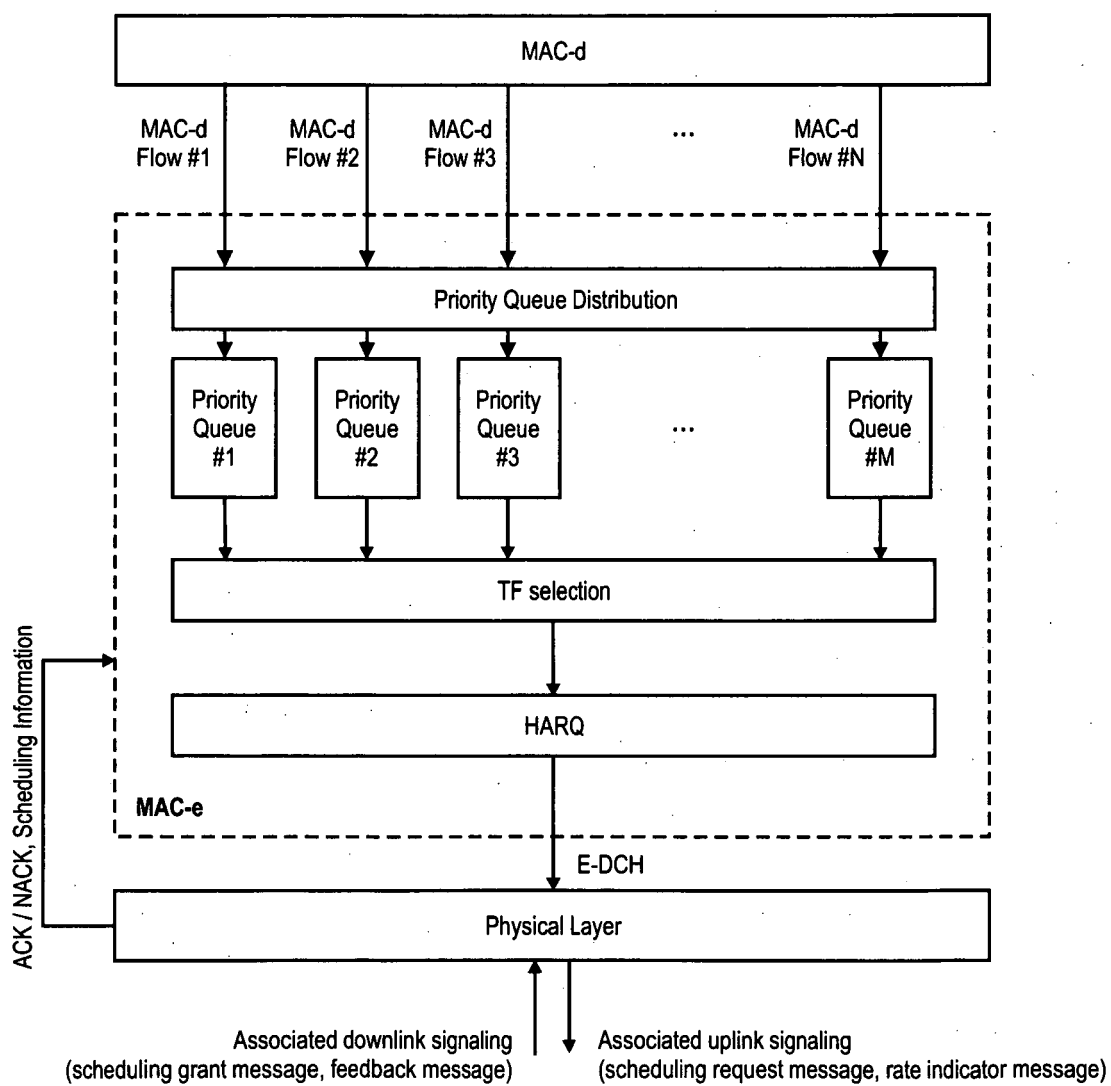 MAC-d
MAC-d
Flow #1
MAC-d
Flow #2
MAC-d
Flow #3
...
MAC-d
Flow #N
Priority Queue Distribution
Priority
Queue
#1
Priority
Queue
#2
Priority
Queue
#3
...
Priority
Queue
#M
TF selection
HARQ
MAC-e
ACK / NACK, Scheduling Information
E-DCH
Physical Layer
Associated downlink signaling
(scheduling grant message, feedback message)
Associated uplink signaling
(scheduling request message, rate indicator message)